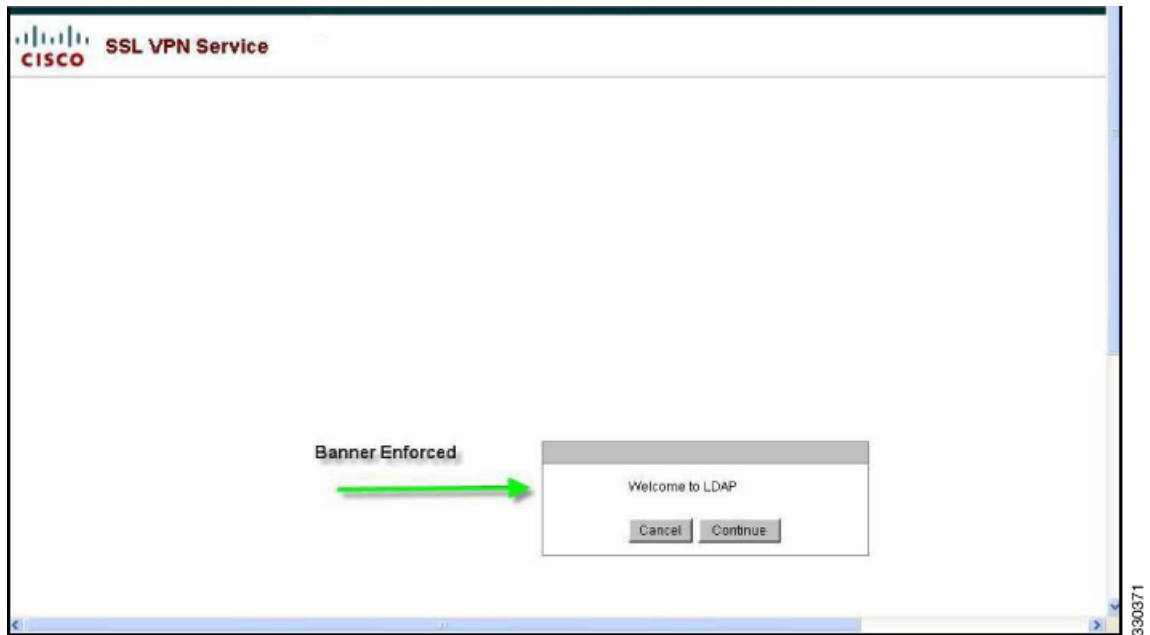 CISCO
SSL VPN Service
Banner Enforced
Welcome to LDAP
Cancel Continue
330371